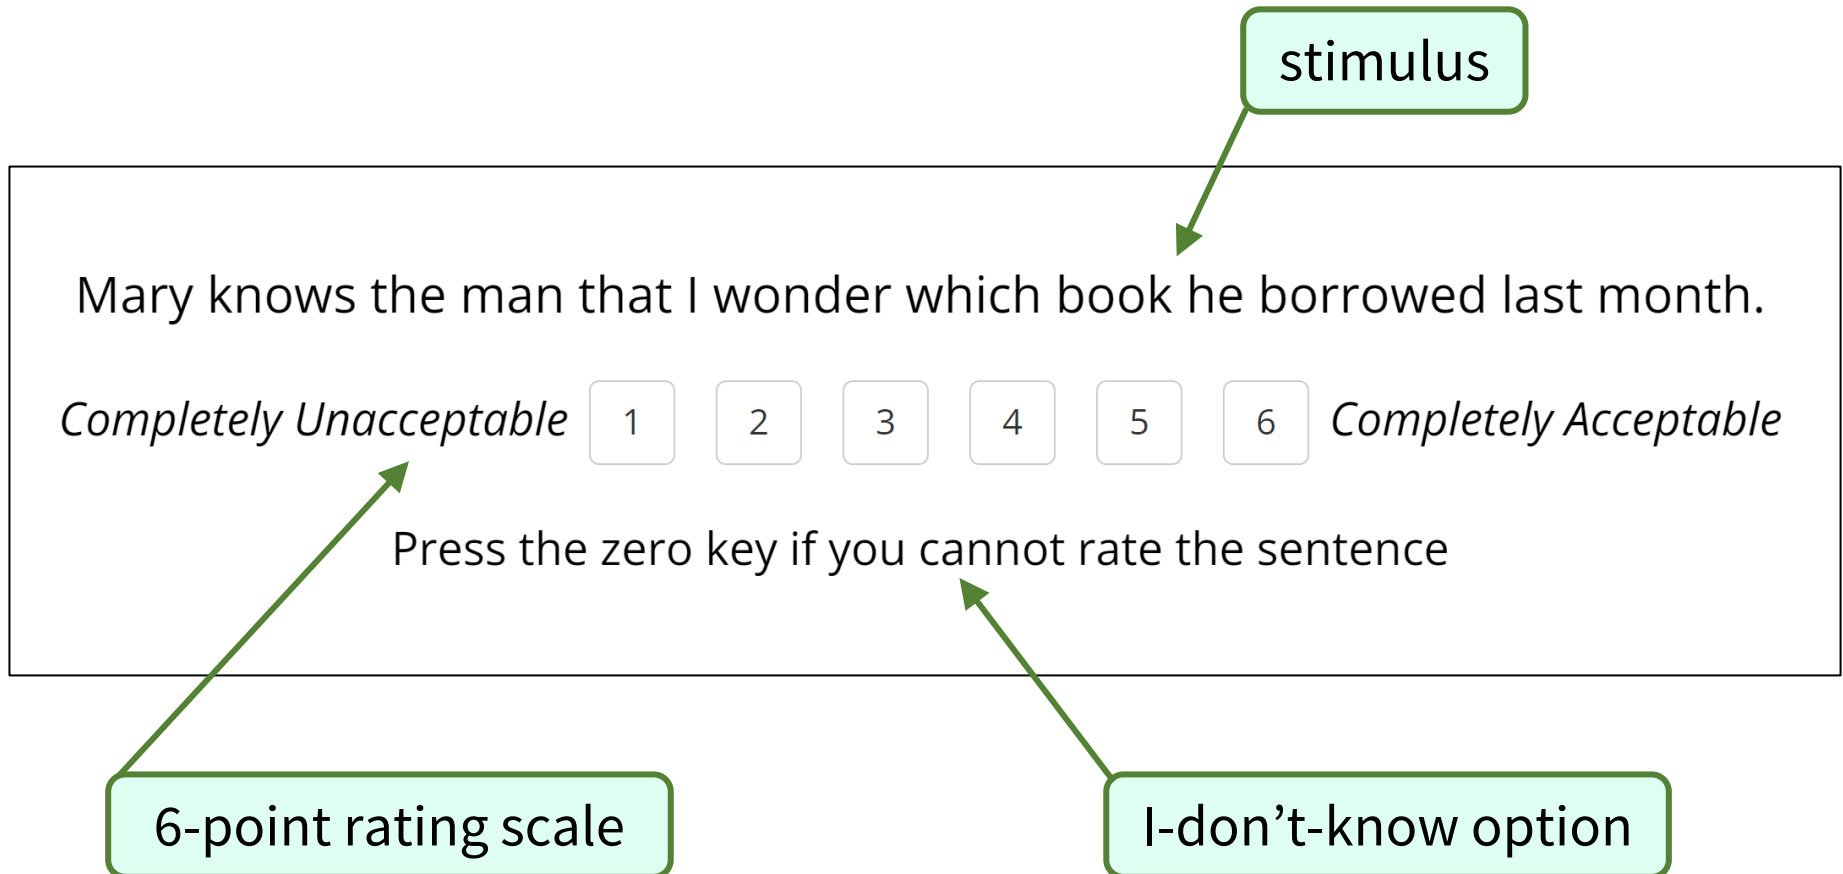 stimulus
Mary knows the man that I wonder which book he borrowed last month.
Completely Unacceptable 1 2 3 4 5 6 Completely Acceptable
Press the zero key if you cannot rate the sentence
6-point rating scale
I-don’t-know option